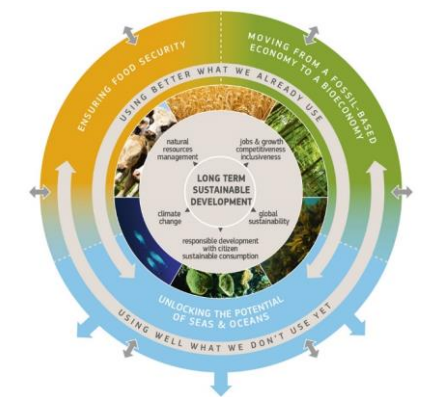 ENSURING FOOD SECURITY
MOVING FROM A FOSSIL-BASED
ECONOMY TO A BIOECONOMY
USING BETTER WHAT WE ALREADY USE
natural
resources
management
jobs & growth
competitiveness
inclusiveness
LONG TERM
SUSTAINABLE
DEVELOPMENT
climate
change
global
sustainability
responsible development
with citizen
sustainable consumption
UNLOCKING THE POTENTIAL
OF SEAS & OCEANS
USING WELL WHAT WE DON'T USE YET